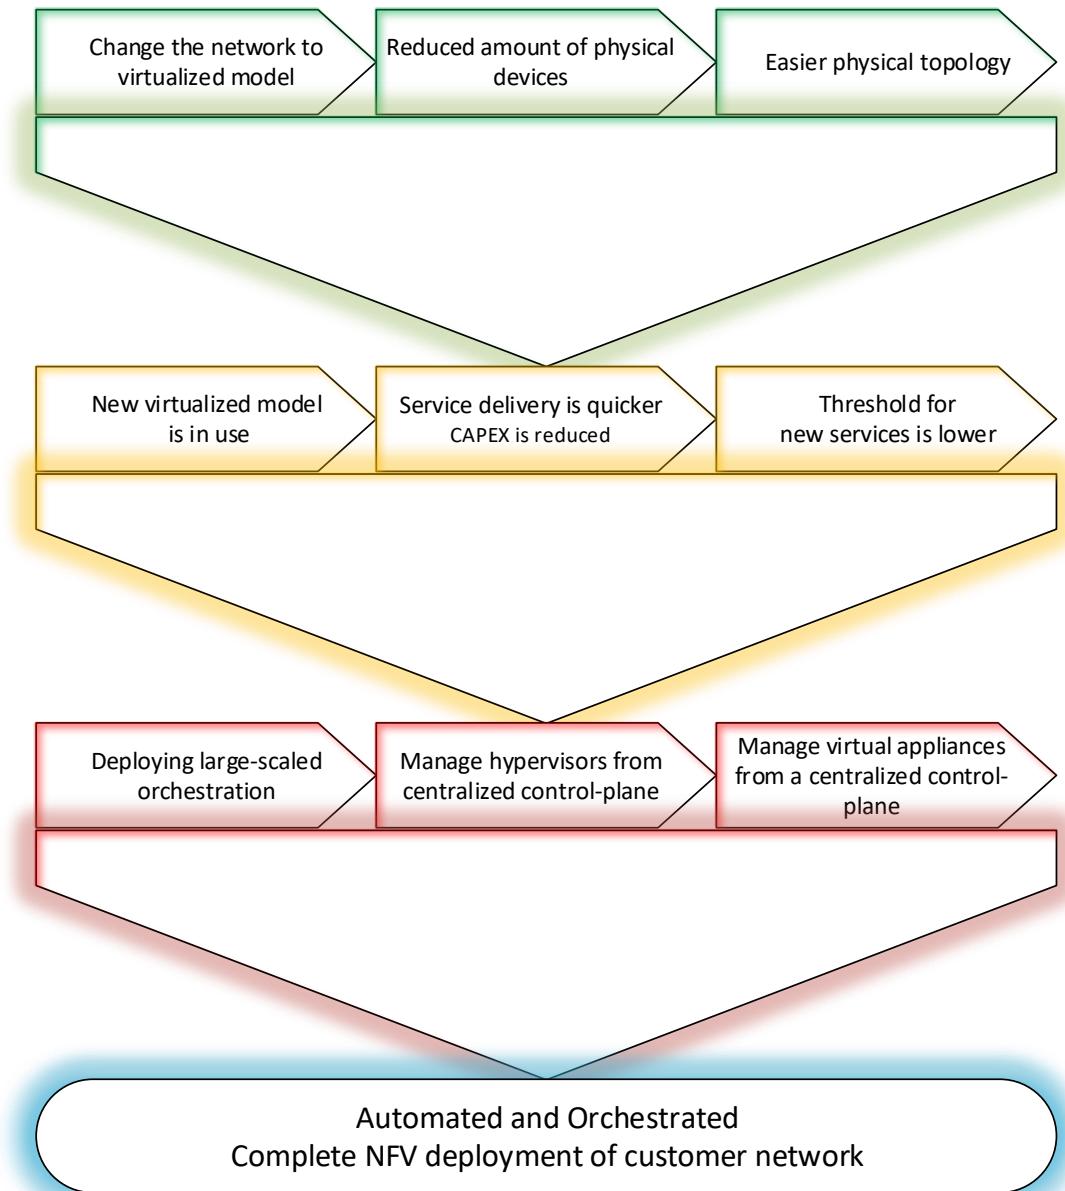 Change the network to
virtualized model
Reduced amount of physical
devices
Easier physical topology
New virtualized model
is in use
Service delivery is quicker
CAPEX is reduced
Threshold for
new services is lower
Deploying large-scaled
orchestration
Manage hypervisors from
centralized control-plane
Manage virtual appliances
from a centralized control-
plane
Automated and Orchestrated
Complete NFV deployment of customer network